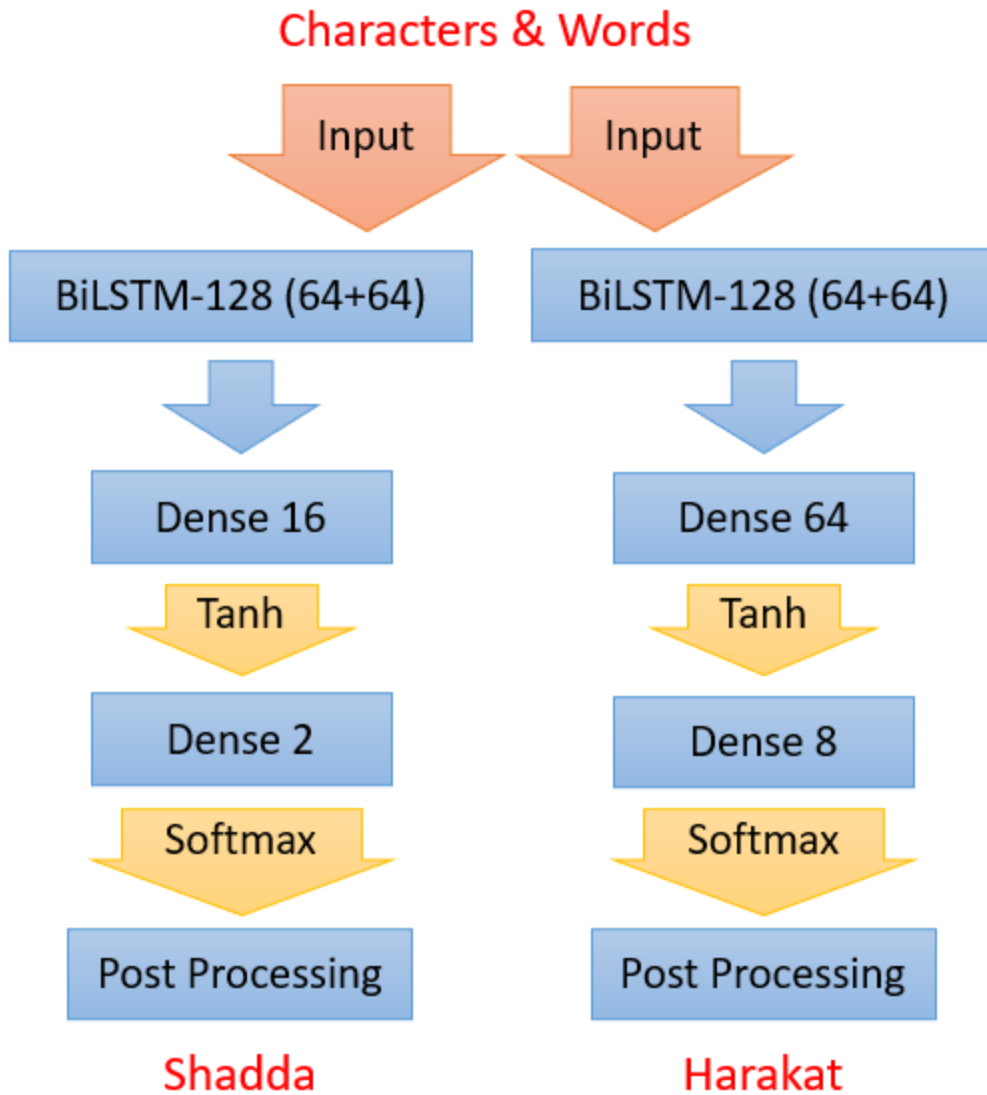 Characters & Words
Input Input
BiLSTM-128 (64+64) BiLSTM-128 (64+64)
Dense 16 Dense 64
Tanh Tanh
Dense 2 Dense 8
Softmax Softmax
Post Processing Post Processing
Shadda Harakat